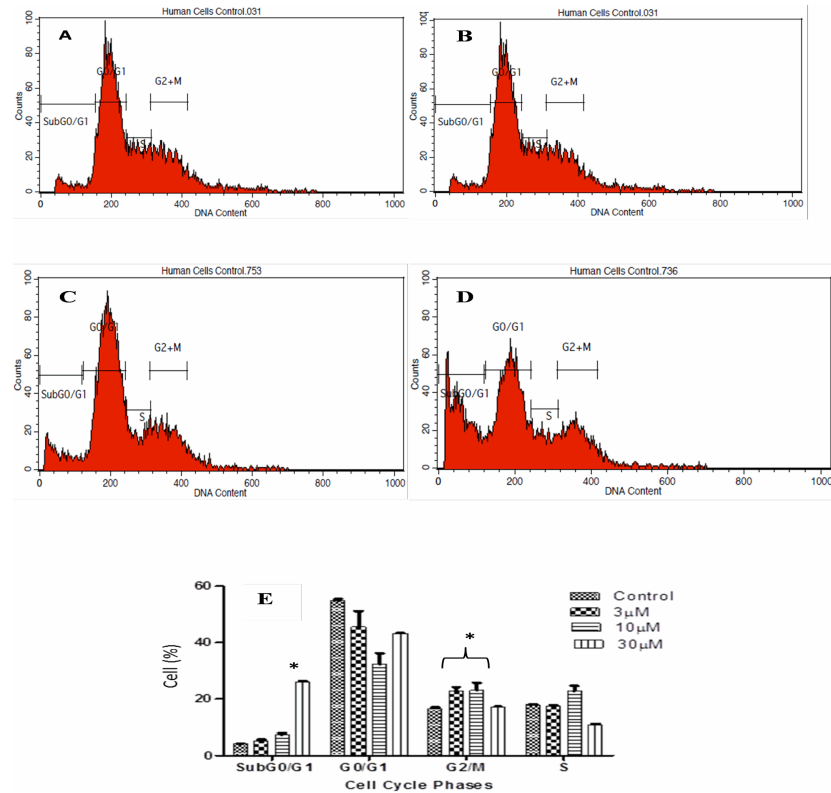 Human Cells Control.031
A
G0/G1
G2+M
SubG0/G1
S
Counts
0 20 40 60 80 100
0 200 400 600 800 1000
DNA Content
Human Cells Control.031
B
G0/G1
G2+M
SubG0/G1
S
Counts
0 20 40 60 80
0 200 400 600 800 1000
DNA Content
Human Cells Control.753
C
G0/G1
G2+M
SubG0/G1
S
Counts
0 20 40 60 80 100
0 200 400 600 800 1000
DNA Content
Human Cells Control.736
D
G0/G1
G2+M
SubG0/G1
S
Counts
0 20 40 60 80 100
0 200 400 600 800 1000
DNA Content
E
Cell (%)
60
40
20
0
*
*
Control
3μM
10μM
30μM
SubG0/G1 G0/G1 G2/M S
Cell Cycle Phases